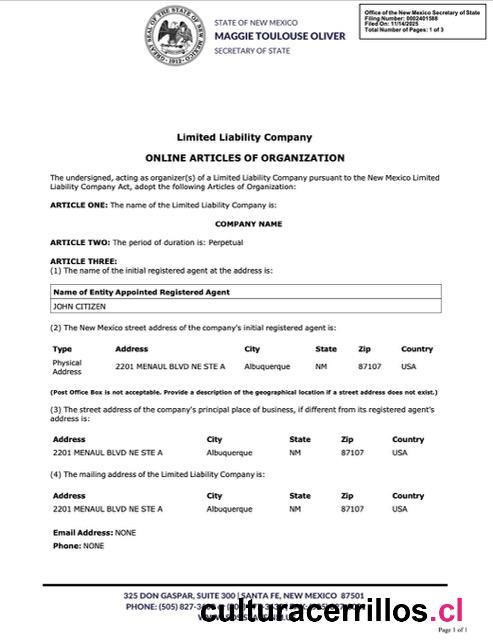 STATE OF NEW MEXICO
MAGGIE TOULOUSE OLIVER
SECRETARY OF STATE
Office of the New Mexico Secretary of State
Filing Number: 0002401588
Filed On: 11/14/2025
Total Number of Pages: 1 of 3
Limited Liability Company
ONLINE ARTICLES OF ORGANIZATION
The undersigned, acting as organizer(s) of a Limited Liability Company pursuant to the New Mexico Limited
Liability Company Act, adopt the following Articles of Organization:
ARTICLE ONE: The name of the Limited Liability Company is:
COMPANY NAME
ARTICLE TWO: The period of duration is: Perpetual
ARTICLE THREE:
(1) The name of the initial registered agent at the address is:
Name of Entity Appointed Registered Agent
JOHN CITIZEN
(2) The New Mexico street address of the company's initial registered agent is:
Type Address City State Zip Country
Physical Address 2201 MENAUL BLVD NE STE A Albuquerque NM 87107 USA
(Post Office Box is not acceptable. Provide a description of the geographical location if a street address does not exist.)
(3) The street address of the company's principal place of business, if different from its registered agent's
address is:
Address City State Zip Country
2201 MENAUL BLVD NE STE A Albuquerque NM 87107 USA
(4) The mailing address of the Limited Liability Company is:
Address City State Zip Country
2201 MENAUL BLVD NE STE A Albuquerque NM 87107 USA
Email Address: NONE
Phone: NONE
325 DON GASPAR, SUITE 300 | SANTA FE, NEW MEXICO 87501
PHONE: (505) 827-
culturacerrillos.cl
Page 1 of 1